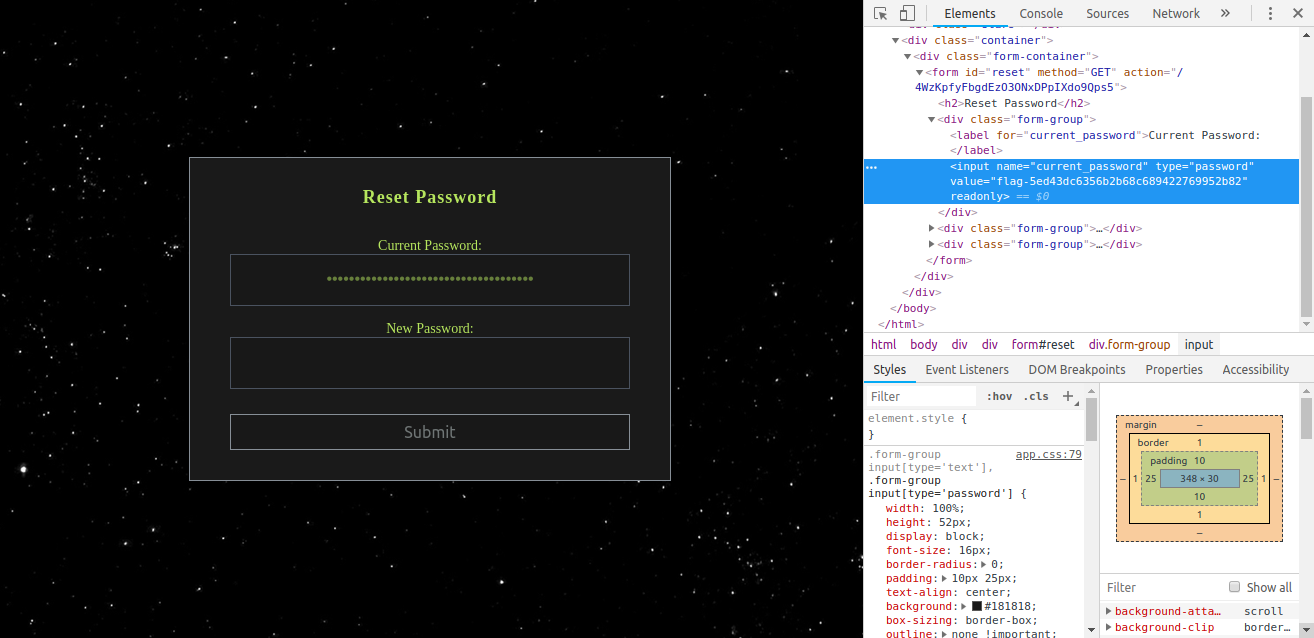 Reset Password
Current Password:
•••••••••••••••••••••••••••••••••••••
New Password:
Submit
Elements Console Sources Network »
▼<div class="container">
▼<div class="form-container">
▼<form id="reset" method="GET" action="/
4WzKpfyFbgdEzO3ONxDPpIXdo9Qps5">
<h2>Reset Password</h2>
▼<div class="form-group">
<label for="current_password">Current Password:
</label>
<input name="current_password" type="password"
value="flag-5ed43dc6356b2b68c689422769952b82"
readonly> == $0
</div>
▶<div class="form-group">…</div>
▶<div class="form-group">…</div>
</form>
</div>
</div>
</body>
</html>
html body div div form#reset div.form-group input
Styles Event Listeners DOM Breakpoints Properties Accessibility
Filter :hov .cls +
element.style {
}
.form-group app.css:79
input[type='text'],
.form-group
input[type='password'] {
width: 100%;
height: 52px;
display: block;
font-size: 16px;
border-radius:▶0;
padding:▶10px 25px;
text-align: center;
background:▶#181818;
box-sizing: border-box;
outline:▶none !important;
margin –
border 1
padding 10
– 1 25 348 × 30 25 1 –
10
1
–
Filter Show all
▶background-atta… scroll
▶background-clip border…